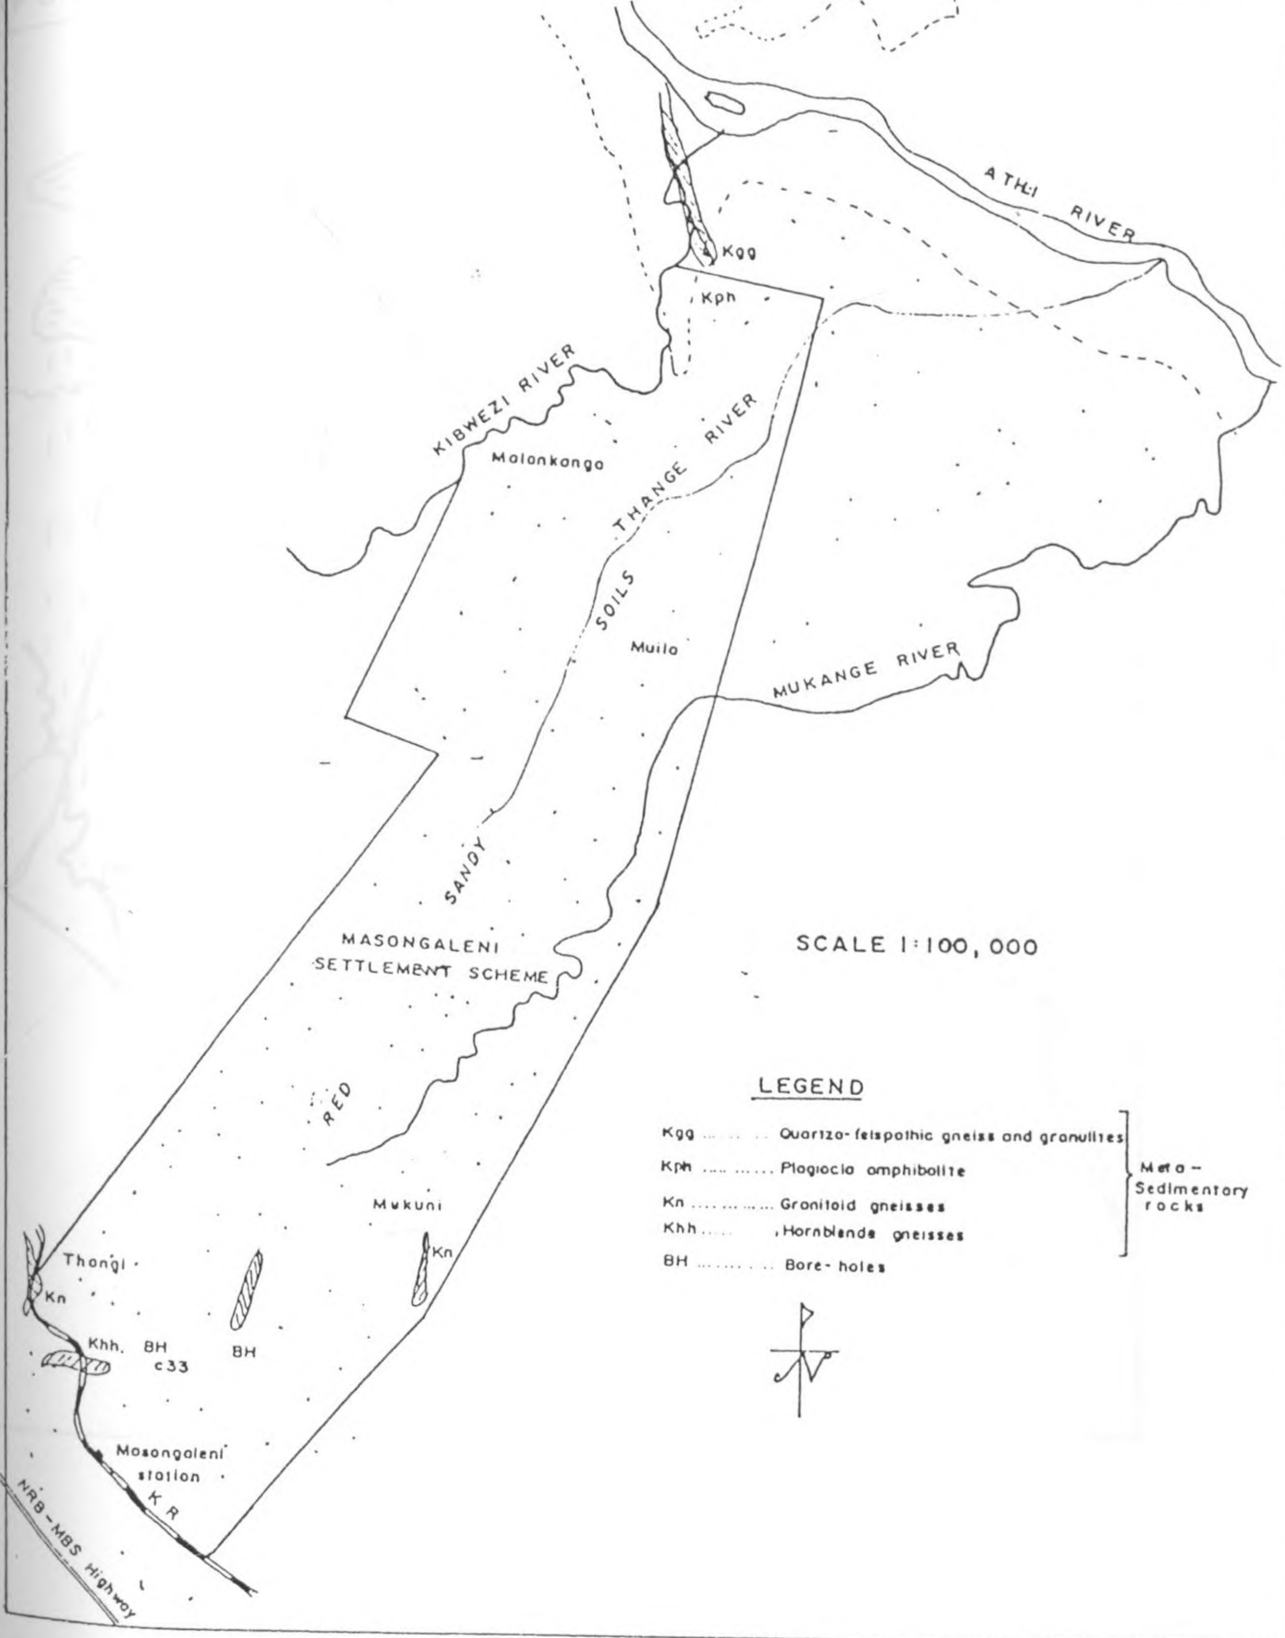 ATHI RIVER
Kgg
Kph
KIBWEZI RIVER
Malankanga
THANGE RIVER
SOILS
Muila
MUKANGE RIVER
SANDY
MASONGALENI
SETTLEMENT SCHEME
SCALE 1:100,000
RED
LEGEND
Kgg ........ Quartzo-felspathic gneiss and granulites
Kph ........... Plagiocla amphibolite
Kn ............. Granitoid gneisses
Khh ..... Hornblende gneisses
BH ........... Bore-holes
Meta-
Sedimentary
rocks
Mukuni
Kn
Thangi
Kn
Khh. BH
c33
BH
N
Masongaleni
station
K R
NRB-MBS Highway